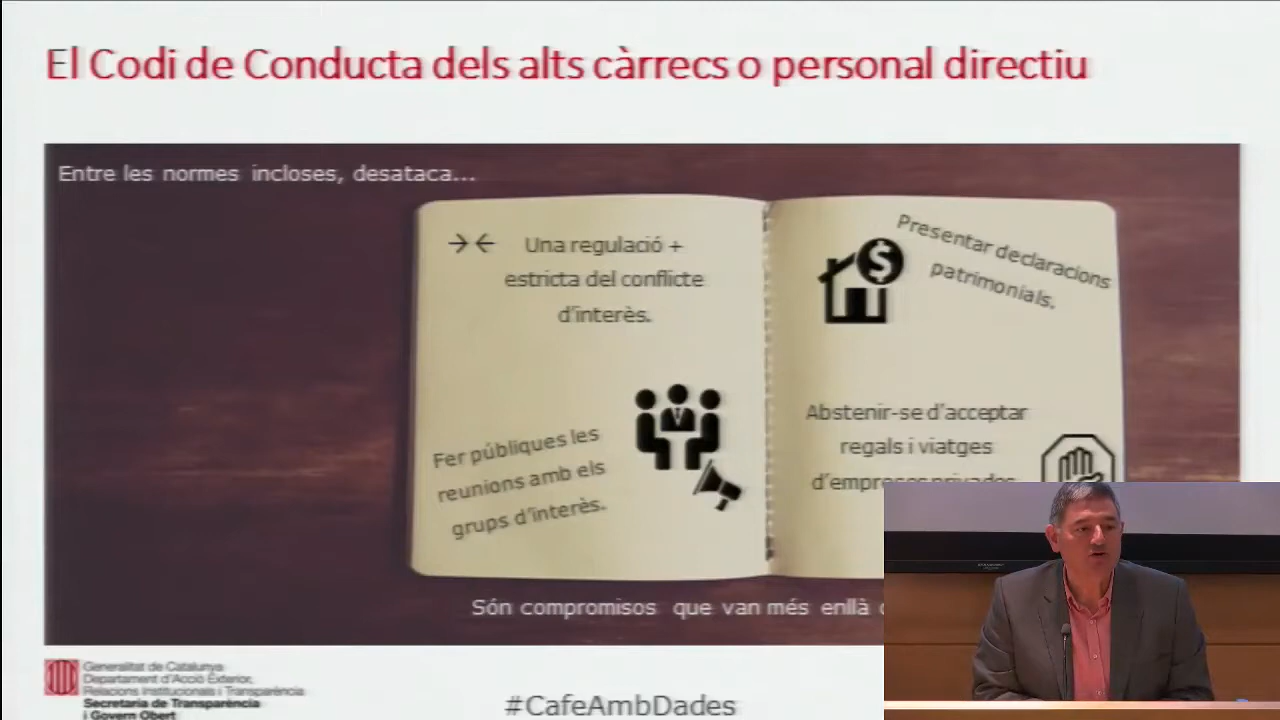 El Codi de Conducta dels alts càrrecs o personal directiu
Entre les normes incloses, desataca...
Una regulació +
estricta del conflicte
d'interès.
Presentar declaracions
patrimonials.
Fer públiques les
reunions amb els
grups d'interès.
Abstenir-se d'acceptar
regals i viatges
d'empreses privades
Són compromisos que van més enllà
Generalitat de Catalunya
Departament d'Acció Exterior,
Relacions Institucionals i Transparència
Secretaria de Transparència
i Govern Obert
#CafeAmbDades